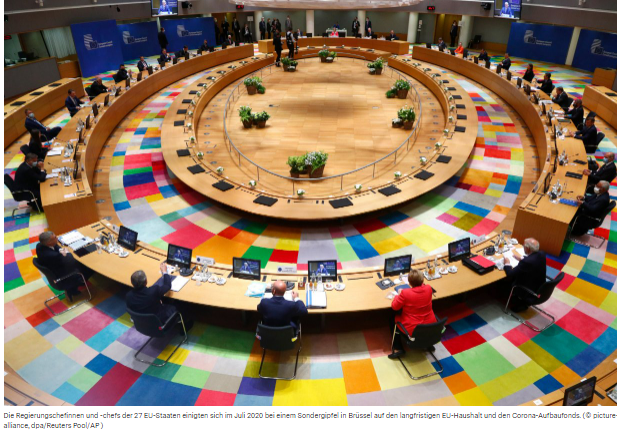 Die Regierungschefinnen und -chefs der 27 EU-Staaten einigten sich im Juli 2020 bei einem Sondergipfel in Brüssel auf den langfristigen EU-Haushalt und den Corona-Aufbaufonds. (© picture-
alliance, dpa/Reuters Pool/AP)